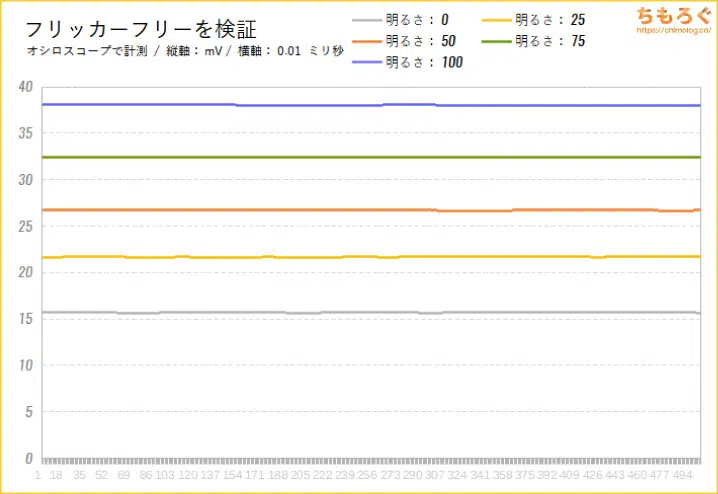 フリッカーフリーを検証
オシロスコープで計測 / 縦軸：mV / 横軸：0.01 ミリ秒
明るさ：0
明るさ：25
明るさ：50
明るさ：75
明るさ：100
ちもろぐ
https://chimolog.co/
40
35
30
25
20
15
10
5
0
1 18 35 52 69 86 103 120 137 154 171 188 205 222 239 256 273 290 307 324 341 358 375 392 409 426 443 460 477 494